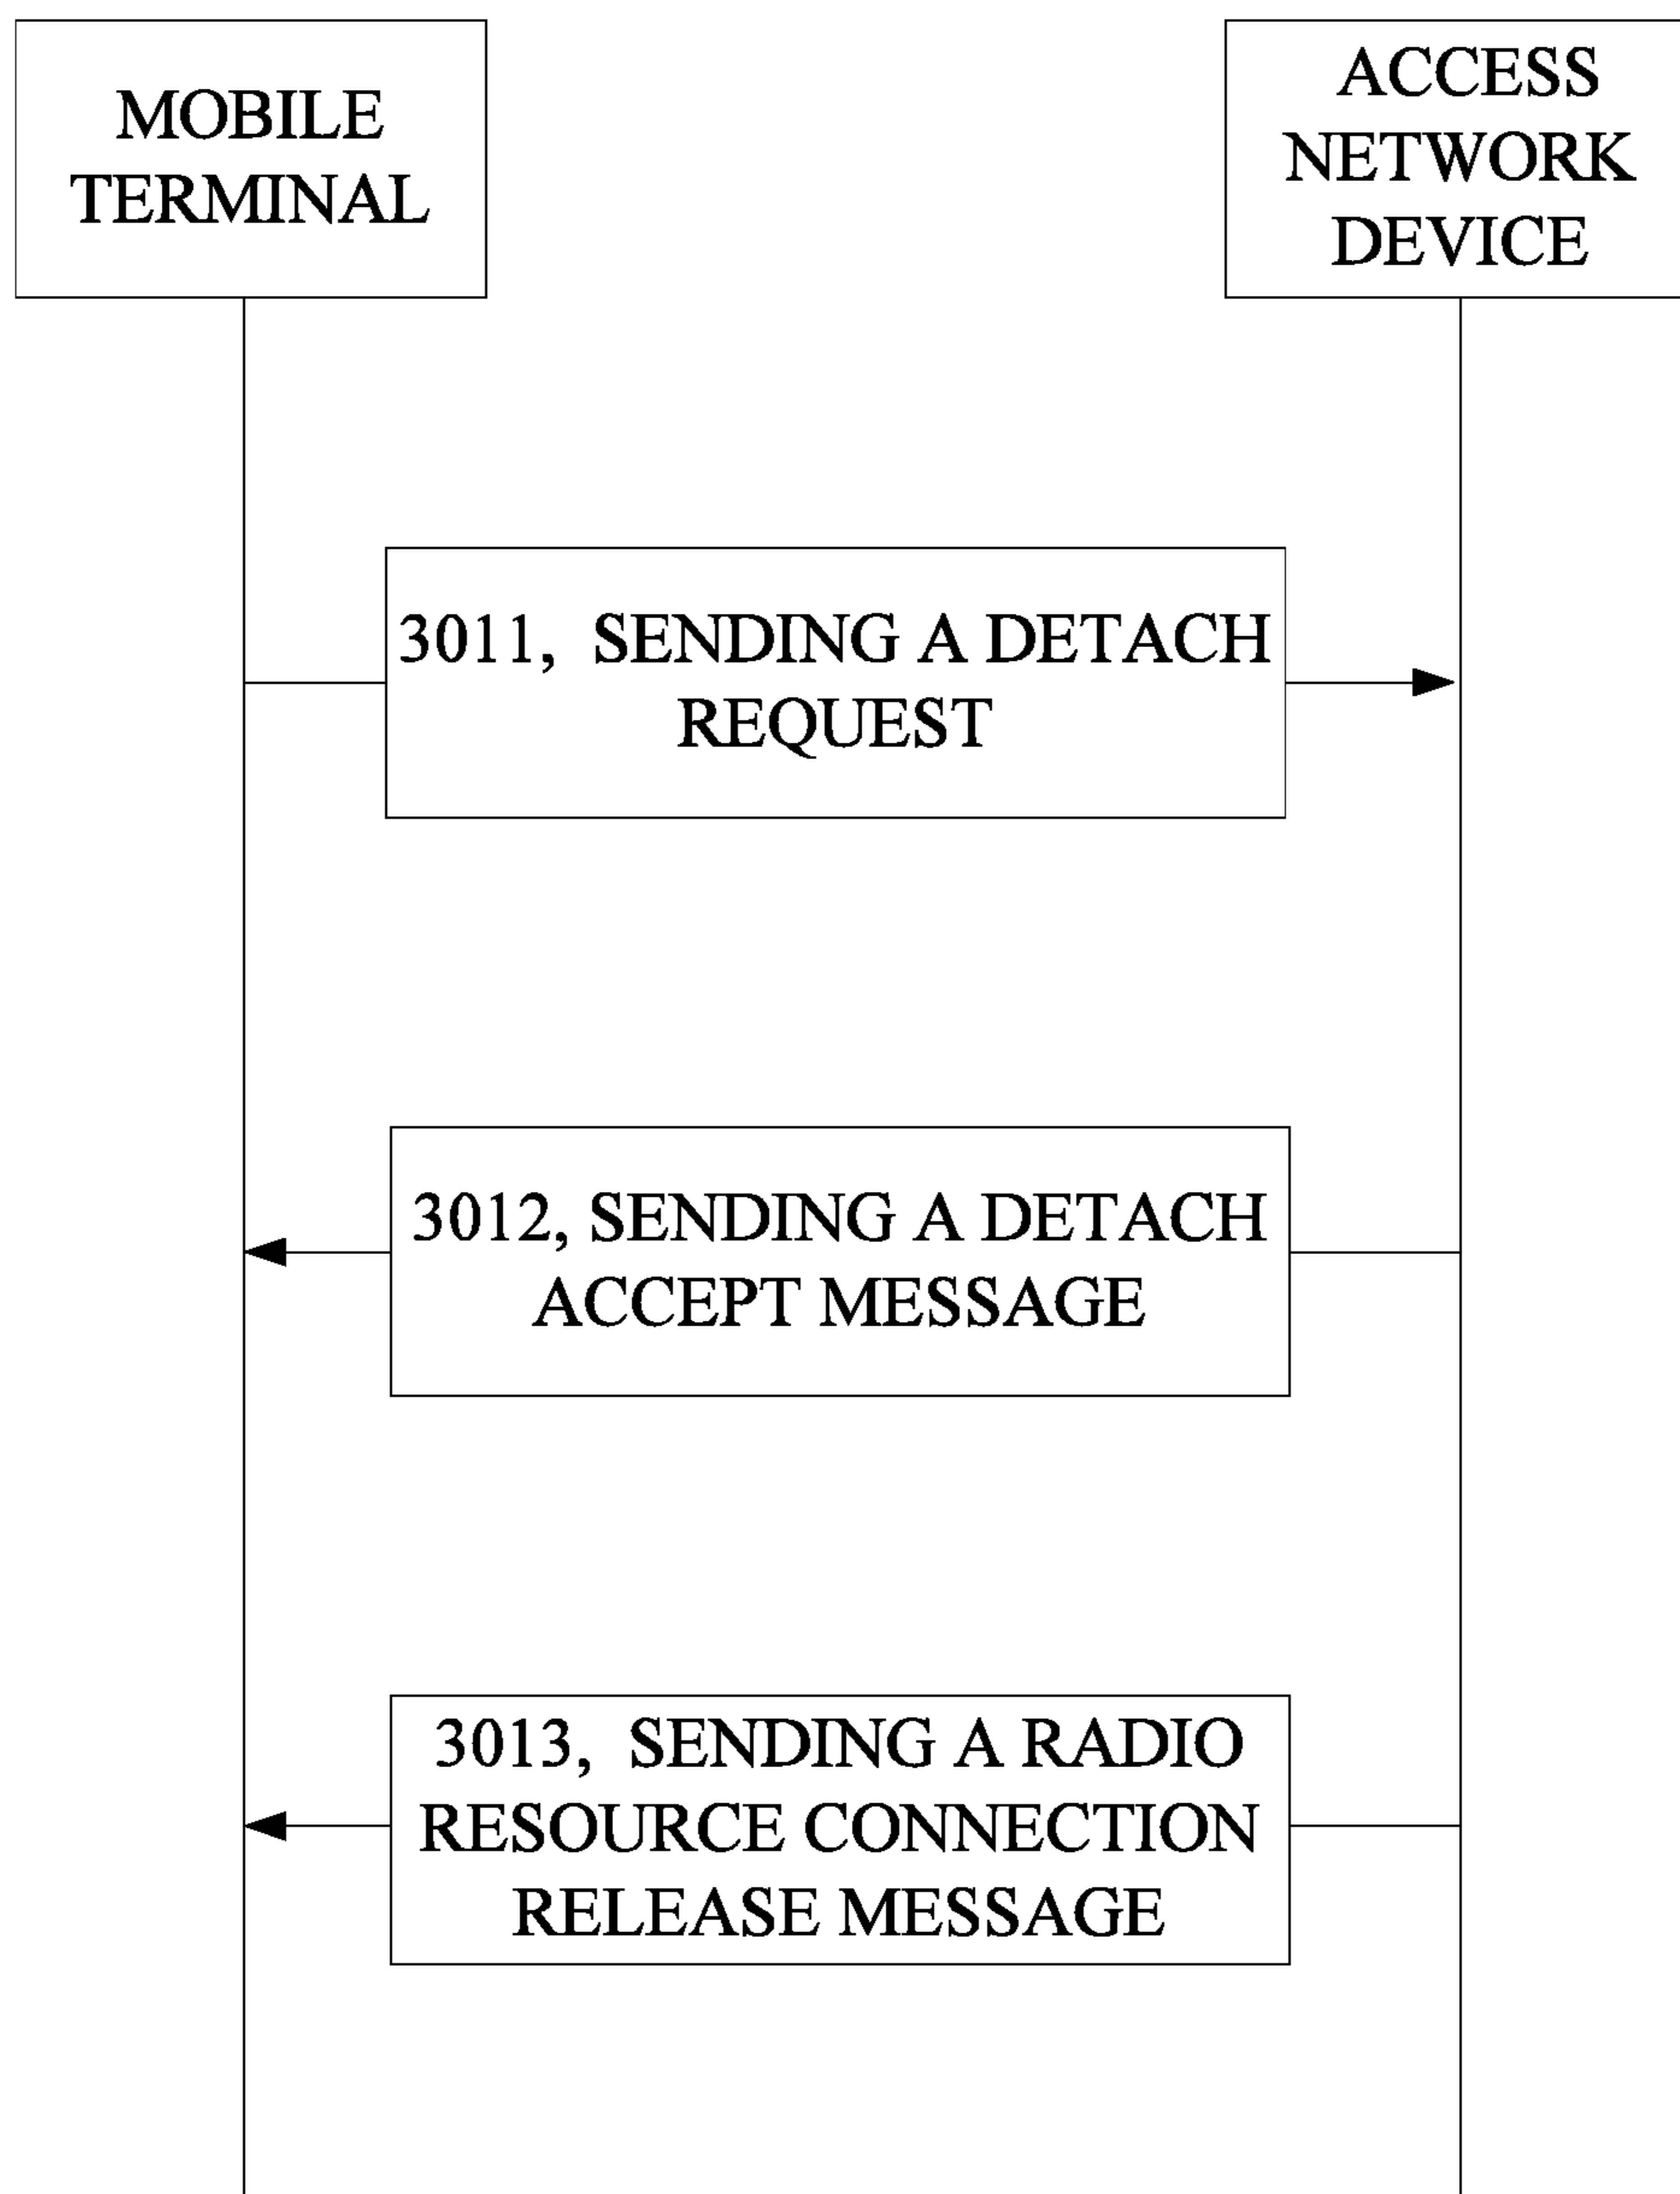 MOBILE
TERMINAL
ACCESS
NETWORK
DEVICE
3011, SENDING A DETACH
REQUEST
3012, SENDING A DETACH
ACCEPT MESSAGE
3013, SENDING A RADIO
RESOURCE CONNECTION
RELEASE MESSAGE